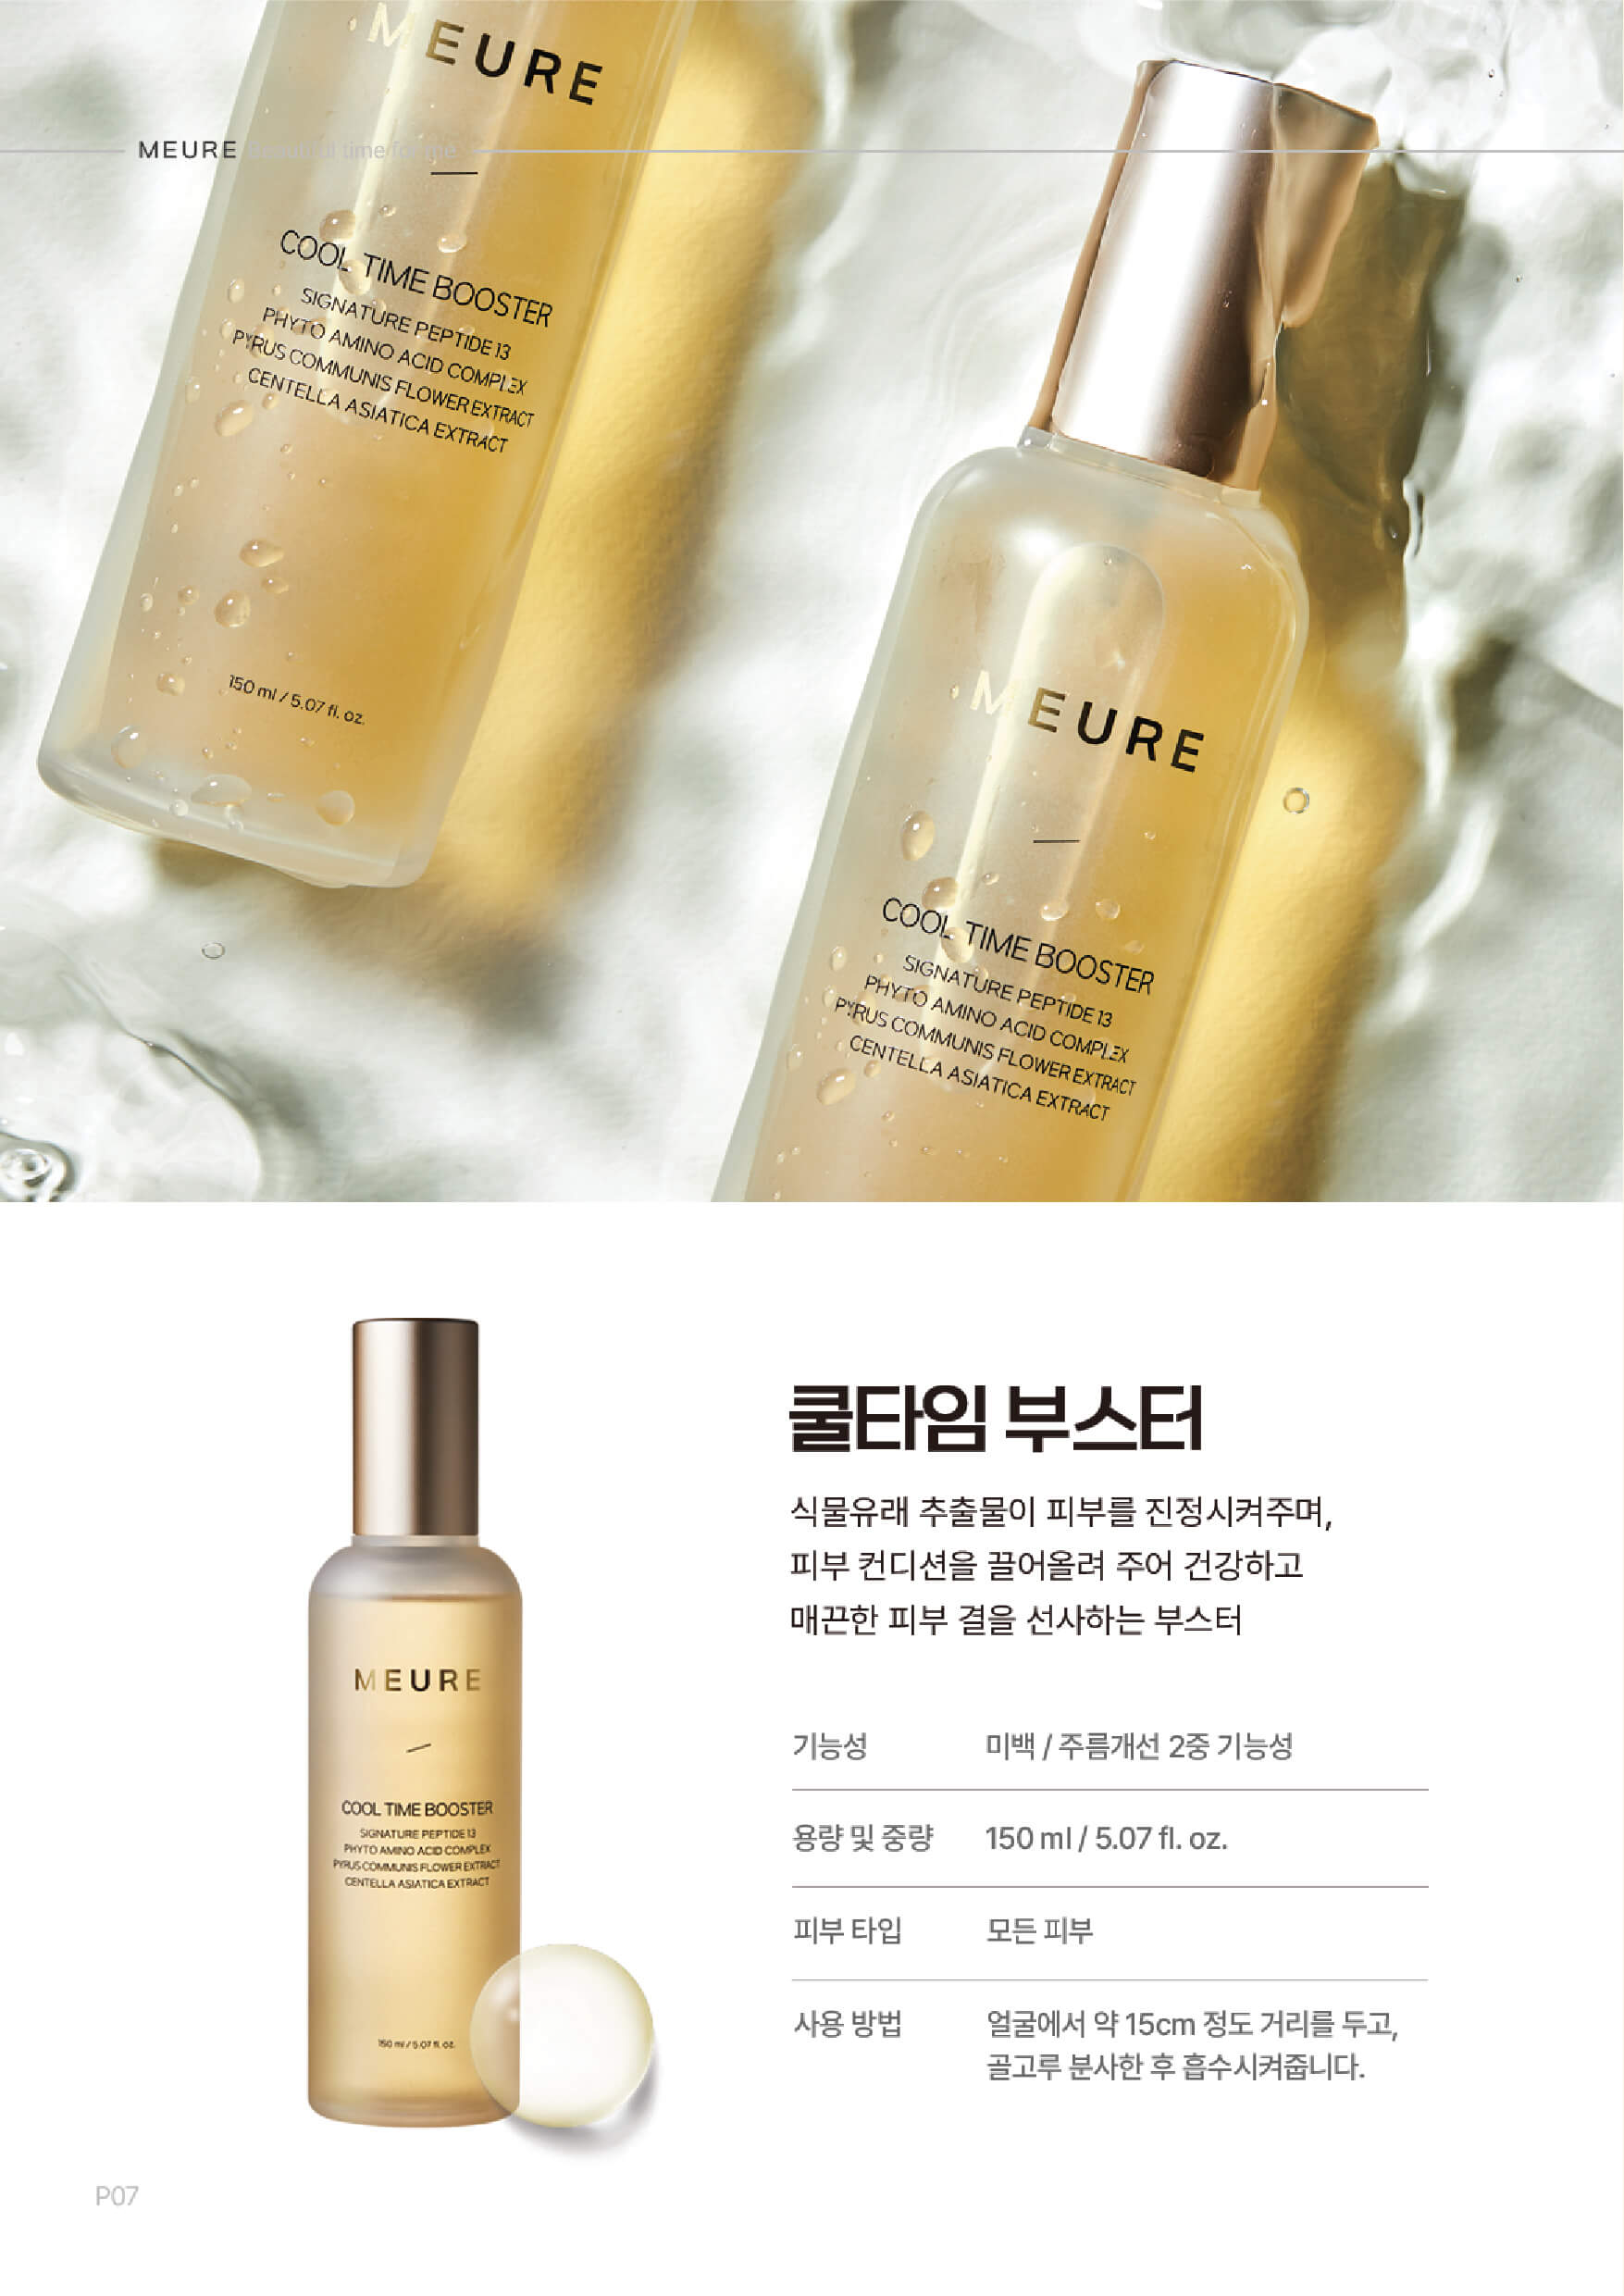 MEURE
MEURE Beautiful time for me
COOL TIME BOOSTER
SIGNATURE PEPTIDE 13
PHYTO AMINO ACID COMPLEX
PYRUS COMMUNIS FLOWER EXTRACT
CENTELLA ASIATICA EXTRACT
150 ml / 5.07 fl. oz.
MEURE
COOL TIME BOOSTER
SIGNATURE PEPTIDE 13
PHYTO AMINO ACID COMPLEX
PYRUS COMMUNIS FLOWER EXTRACT
CENTELLA ASIATICA EXTRACT
MEURE
COOL TIME BOOSTER
SIGNATURE PEPTIDE 13
PHYTO AMINO ACID COMPLEX
PYRUS COMMUNIS FLOWER EXTRACT
CENTELLA ASIATICA EXTRACT
150 ml / 5.07 fl. oz.
쿨타임 부스터
식물유래 추출물이 피부를 진정시켜주며,
피부 컨디션을 끌어올려 주어 건강하고
매끈한 피부 결을 선사하는 부스터
기능성 미백 / 주름개선 2중 기능성
용량 및 중량 150 ml / 5.07 fl. oz.
피부 타입 모든 피부
사용 방법 얼굴에서 약 15cm 정도 거리를 두고,
골고루 분사한 후 흡수시켜줍니다.
P07